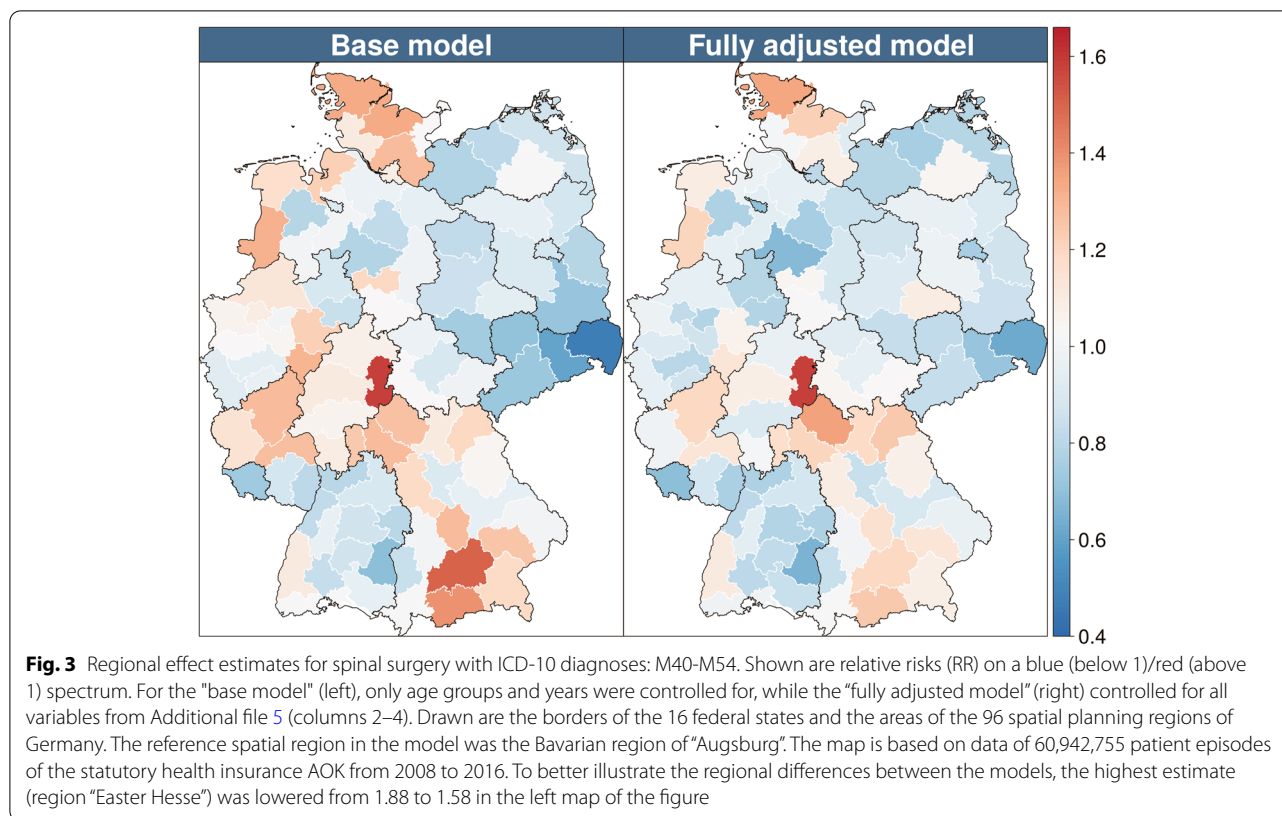 Base model
Fully adjusted model
1.6
1.4
1.2
1.0
0.8
0.6
0.4
Fig. 3 Regional effect estimates for spinal surgery with ICD-10 diagnoses: M40-M54. Shown are relative risks (RR) on a blue (below 1)/red (above
1) spectrum. For the "base model" (left), only age groups and years were controlled for, while the “fully adjusted model” (right) controlled for all
variables from Additional file 5 (columns 2–4). Drawn are the borders of the 16 federal states and the areas of the 96 spatial planning regions of
Germany. The reference spatial region in the model was the Bavarian region of “Augsburg”. The map is based on data of 60,942,755 patient episodes
of the statutory health insurance AOK from 2008 to 2016. To better illustrate the regional differences between the models, the highest estimate
(region “Easter Hesse”) was lowered from 1.88 to 1.58 in the left map of the figure